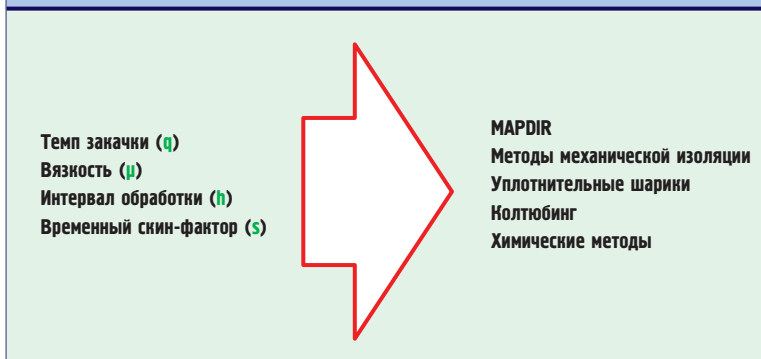 Темп закачки (q)
Вязкость (μ)
Интервал обработки (h)
Временный скин-фактор (s)
MAPDIR
Методы механической изоляции
Уплотнительные шарики
Колтюбинг
Химические методы